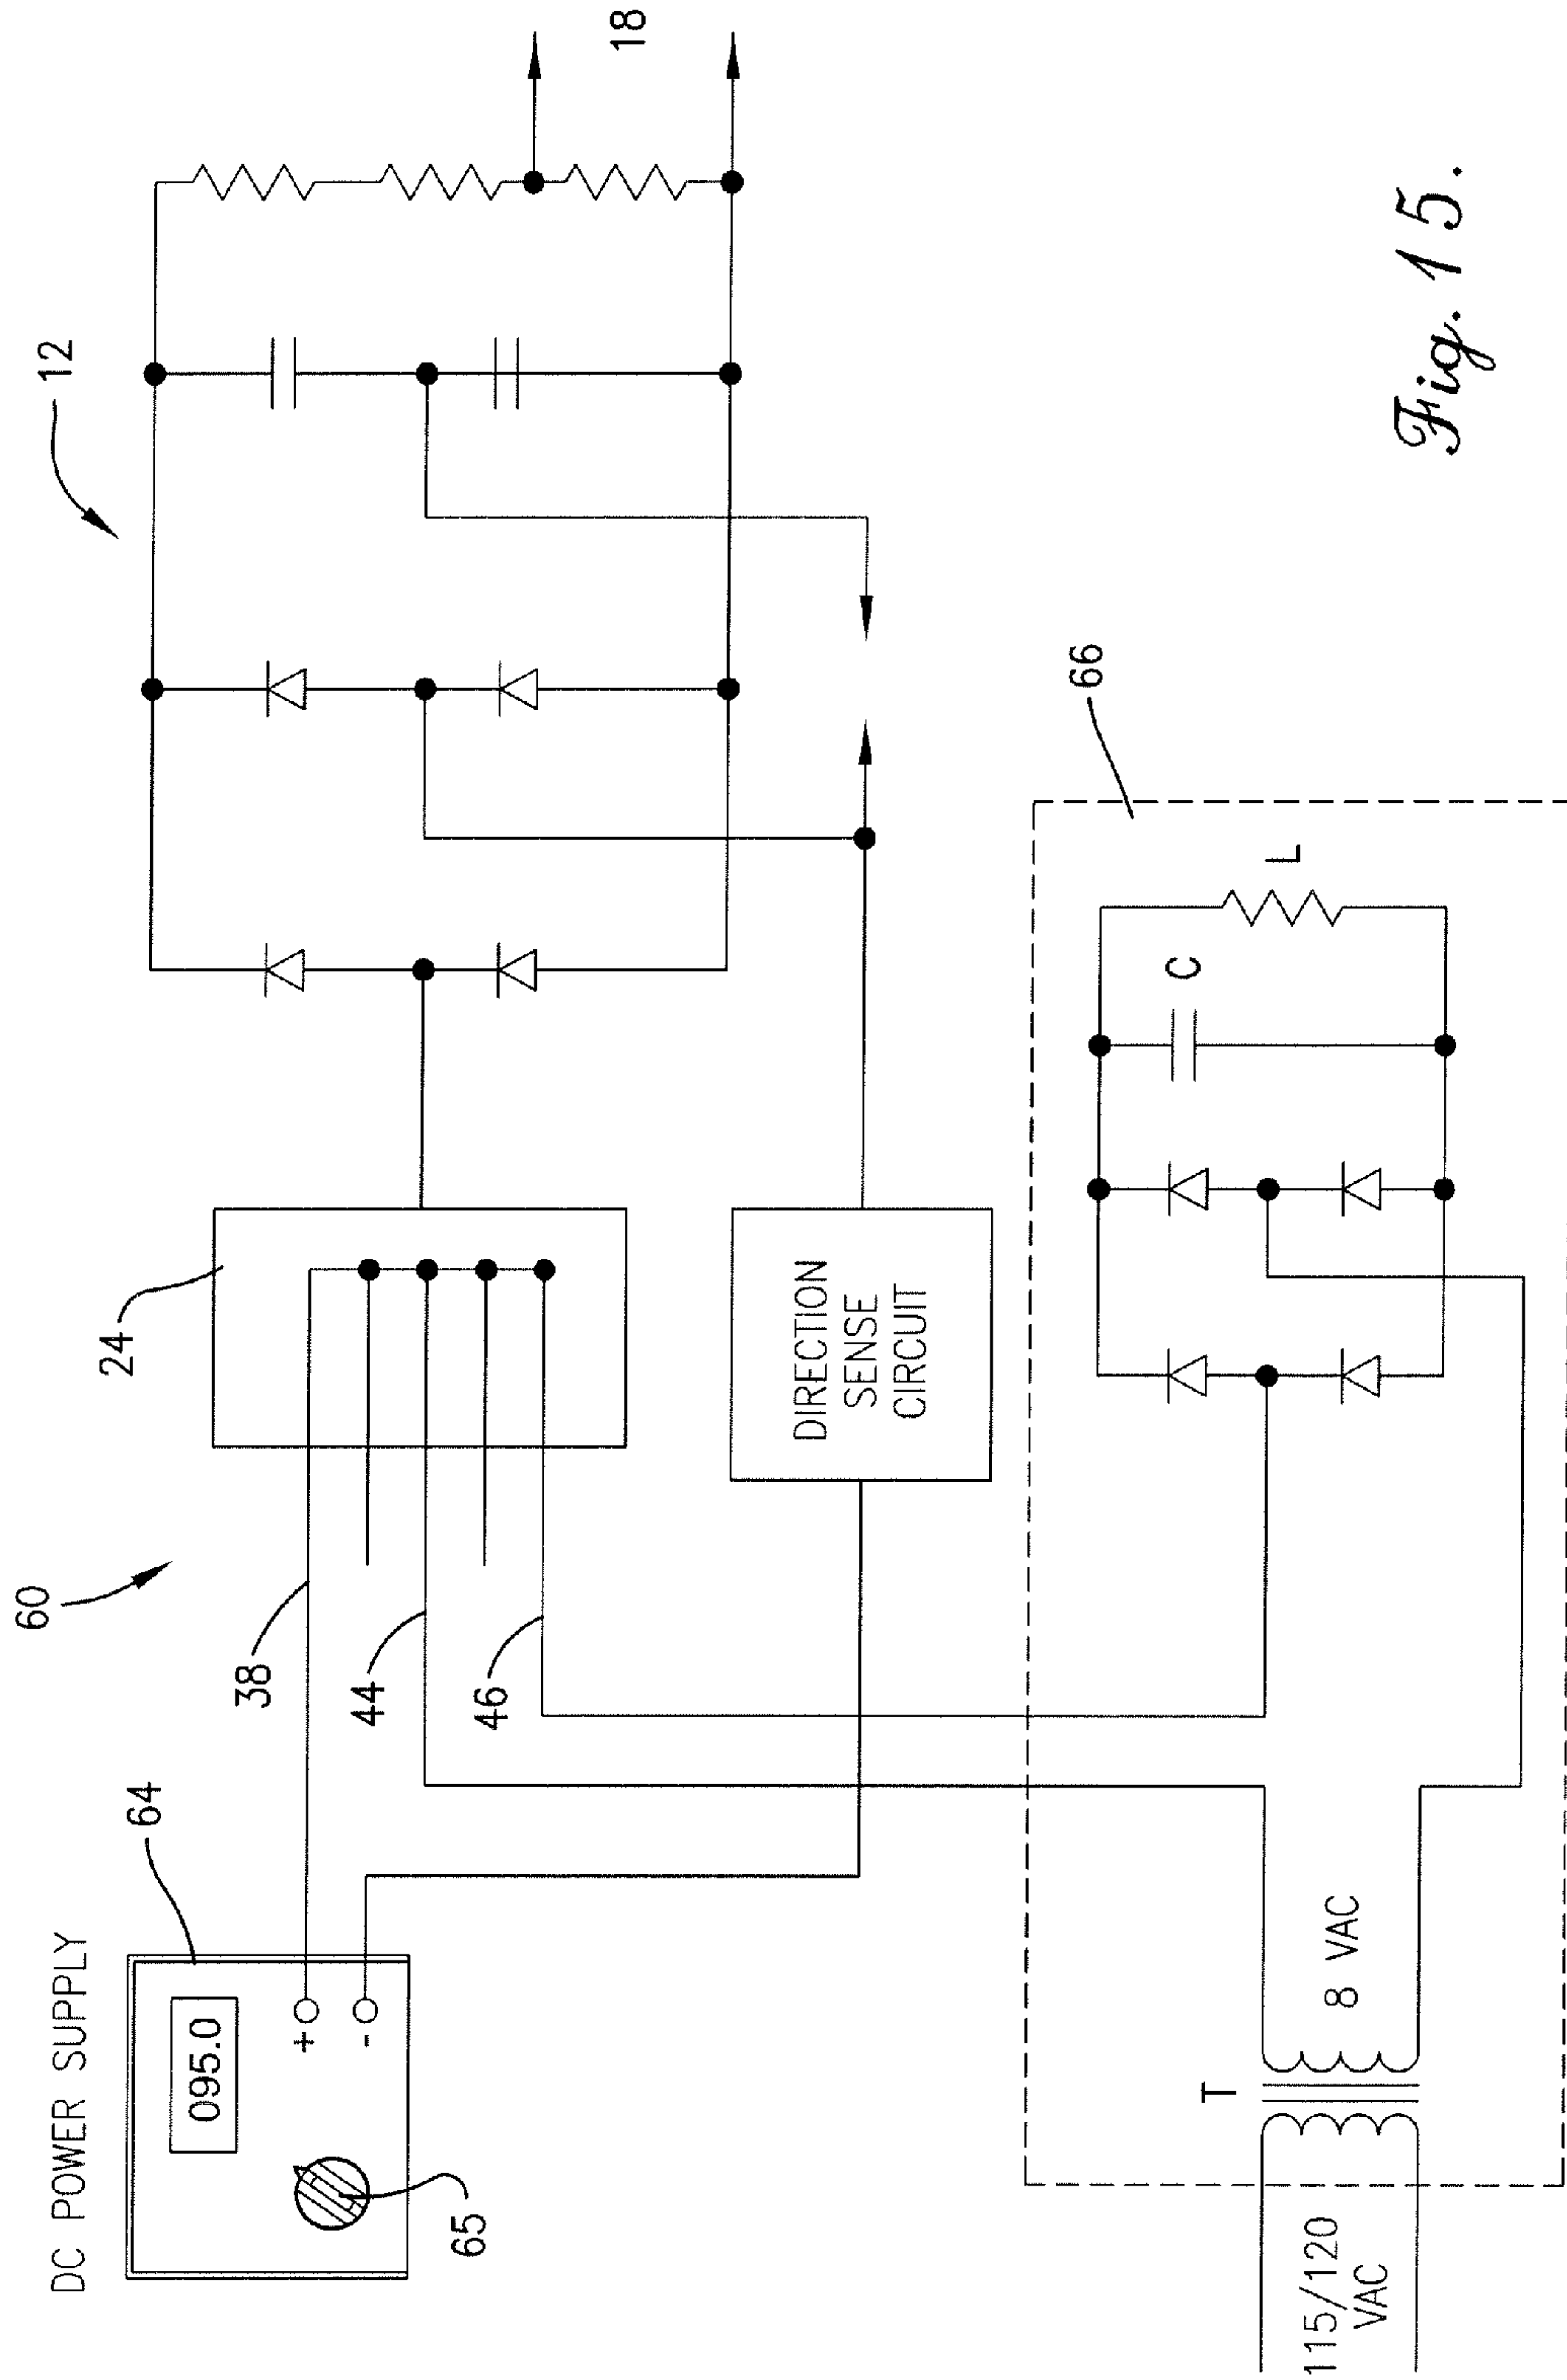 DC POWER SUPPLY
64
095.0
+
-
65
60
38
44
46
24
12
18
DIRECTION
SENSE
CIRCUIT
66
115/120
VAC
T
8 VAC
C
L
Fig. 15.